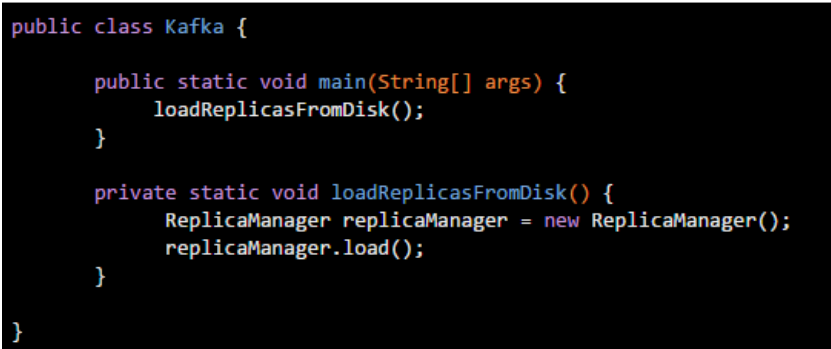 public class Kafka {
public static void main(String[] args) {
loadReplicasFromDisk();
}
private static void loadReplicasFromDisk() {
ReplicaManager replicaManager = new ReplicaManager();
replicaManager.load();
}
}